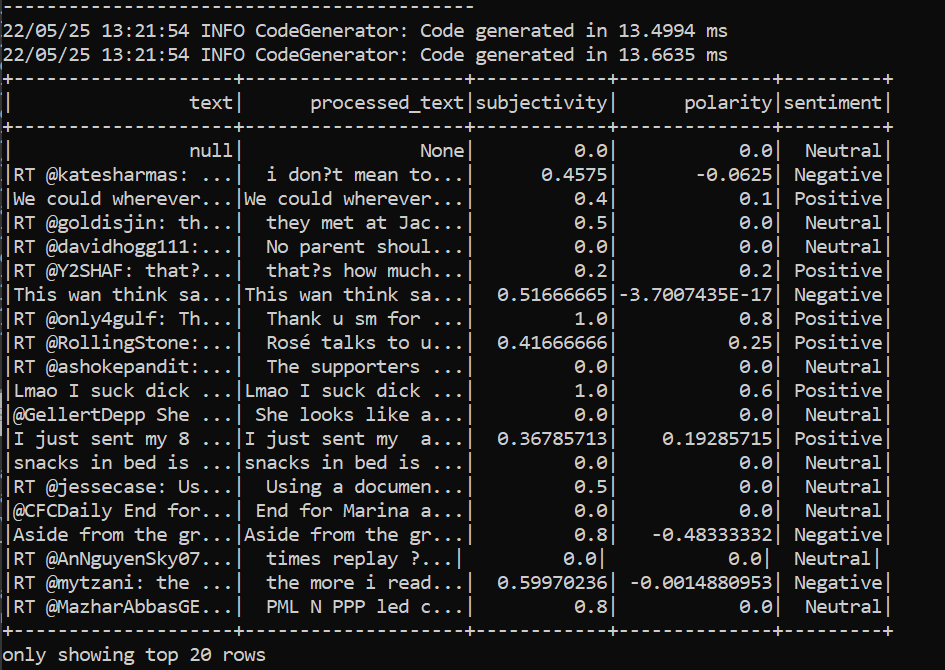 -------------------------------------------
22/05/25 13:21:54 INFO CodeGenerator: Code generated in 13.4994 ms
22/05/25 13:21:54 INFO CodeGenerator: Code generated in 13.6635 ms
+--------------------+--------------------+------------+--------------+---------+
|                text|      processed_text|subjectivity|      polarity|sentiment|
+--------------------+--------------------+------------+--------------+---------+
|                null|                None|         0.0|           0.0|  Neutral|
|RT @katesharmas: ...|  i don?t mean to...|      0.4575|       -0.0625| Negative|
|We could wherever...|We could wherever...|         0.4|           0.1| Positive|
|RT @goldisjin: th...|  they met at Jac...|         0.5|           0.0|  Neutral|
|RT @davidhogg111:...|  No parent shoul...|         0.0|           0.0|  Neutral|
|RT @Y2SHAF: that?...|  that?s how much...|         0.2|           0.2| Positive|
|This wan think sa...|This wan think sa...|  0.51666665|-3.7007435E-17| Negative|
|RT @only4gulf: Th...|  Thank u sm for ...|         1.0|           0.8| Positive|
|RT @RollingStone:...|  Rosé talks to u...|  0.41666666|          0.25| Positive|
|RT @ashokepandit:...|  The supporters ...|         0.0|           0.0|  Neutral|
|Lmao I suck dick ...|Lmao I suck dick ...|         1.0|           0.6| Positive|
|@GellertDepp She ...| She looks like a...|         0.0|           0.0|  Neutral|
|I just sent my 8 ...|I just sent my  a...|  0.36785713|    0.19285715| Positive|
|snacks in bed is ...|snacks in bed is ...|         0.0|           0.0|  Neutral|
|RT @jessecase: Us...|  Using a documen...|         0.5|           0.0|  Neutral|
|@CFCDaily End for...| End for Marina a...|         0.0|           0.0|  Neutral|
|Aside from the gr...|Aside from the gr...|         0.8|   -0.48333332| Negative|
|RT @AnNguyenSky07...|  times replay ?...|         0.0|           0.0|  Neutral|
|RT @mytzani: the ...|  the more i read...|  0.59970236| -0.0014880953| Negative|
|RT @MazharAbbasGE...|  PML N PPP led c...|         0.8|           0.0|  Neutral|
+--------------------+--------------------+------------+--------------+---------+
only showing top 20 rows